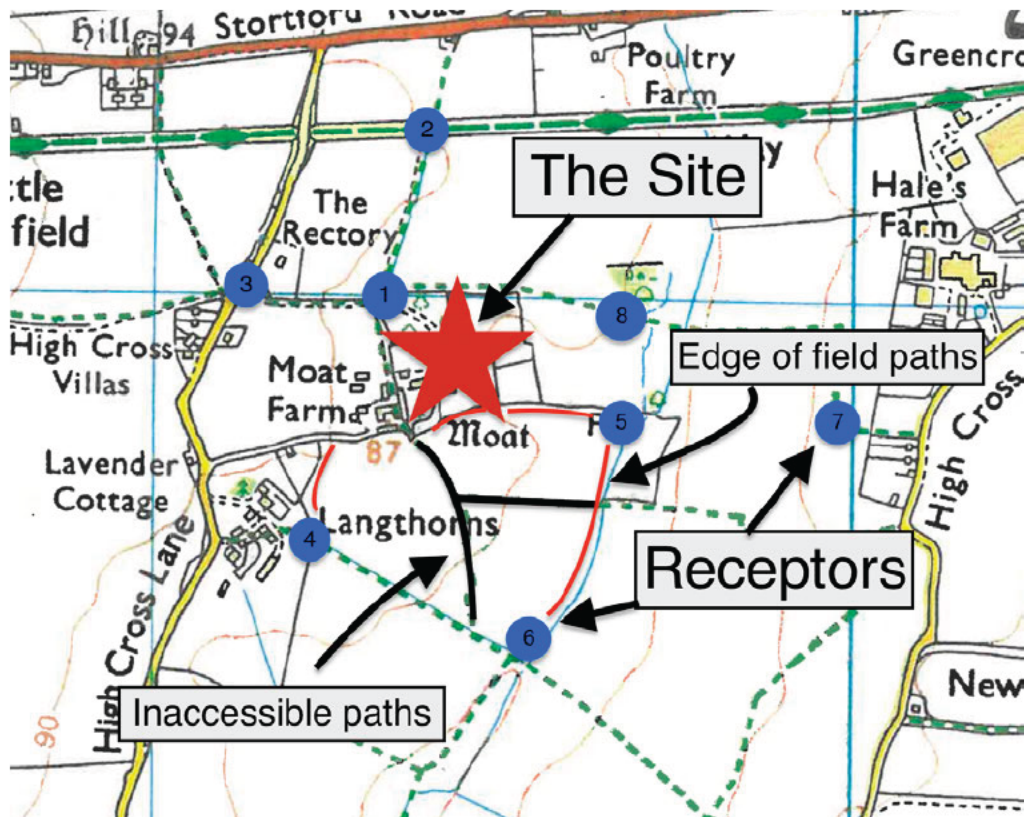 Hill 94
Stortford Road
Poultry
Farm
Greencro
2
The Site
ttle
field
The
Rectory
Hale's
Farm
3
1
8
High Cross
Villas
Moat
Farm
Edge of field paths
5
7
Moat
87
Lavender
Cottage
High Cross
4
Langthorns
Receptors
High Cross Lane
6
Inaccessible paths
New
90